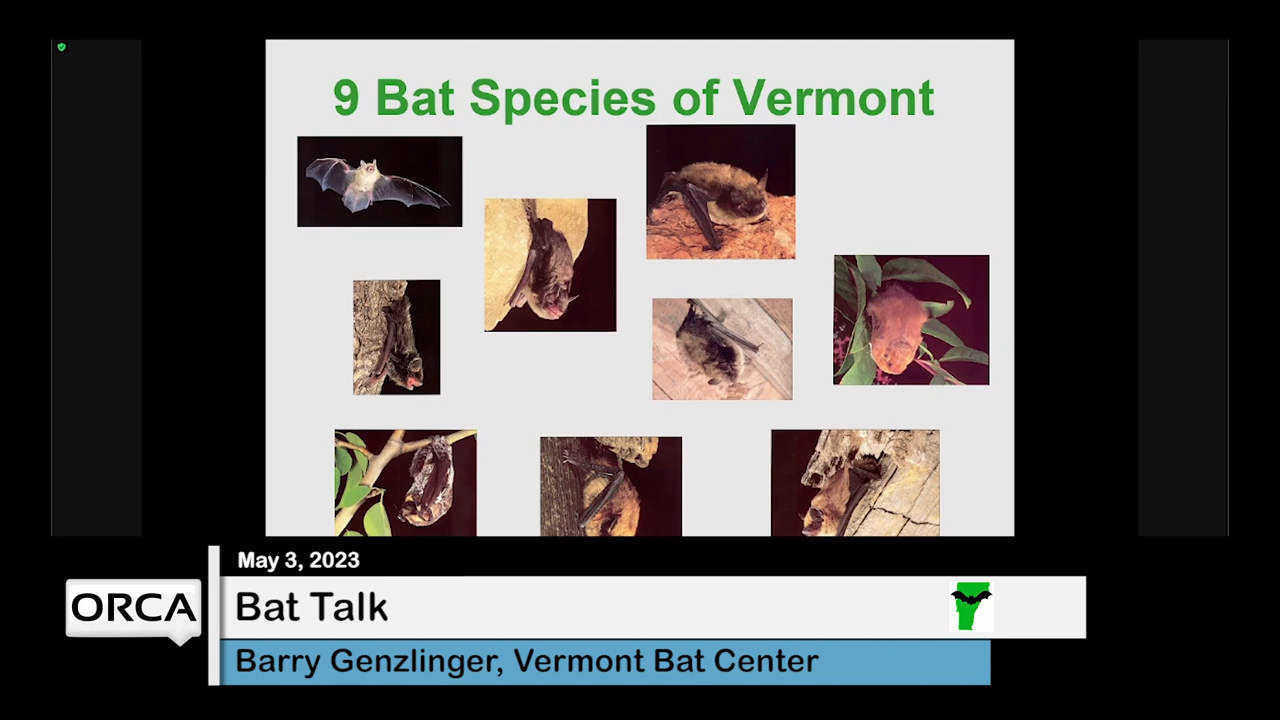 9 Bat Species of Vermont
May 3, 2023
ORCA
Bat Talk
Barry Genzlinger, Vermont Bat Center